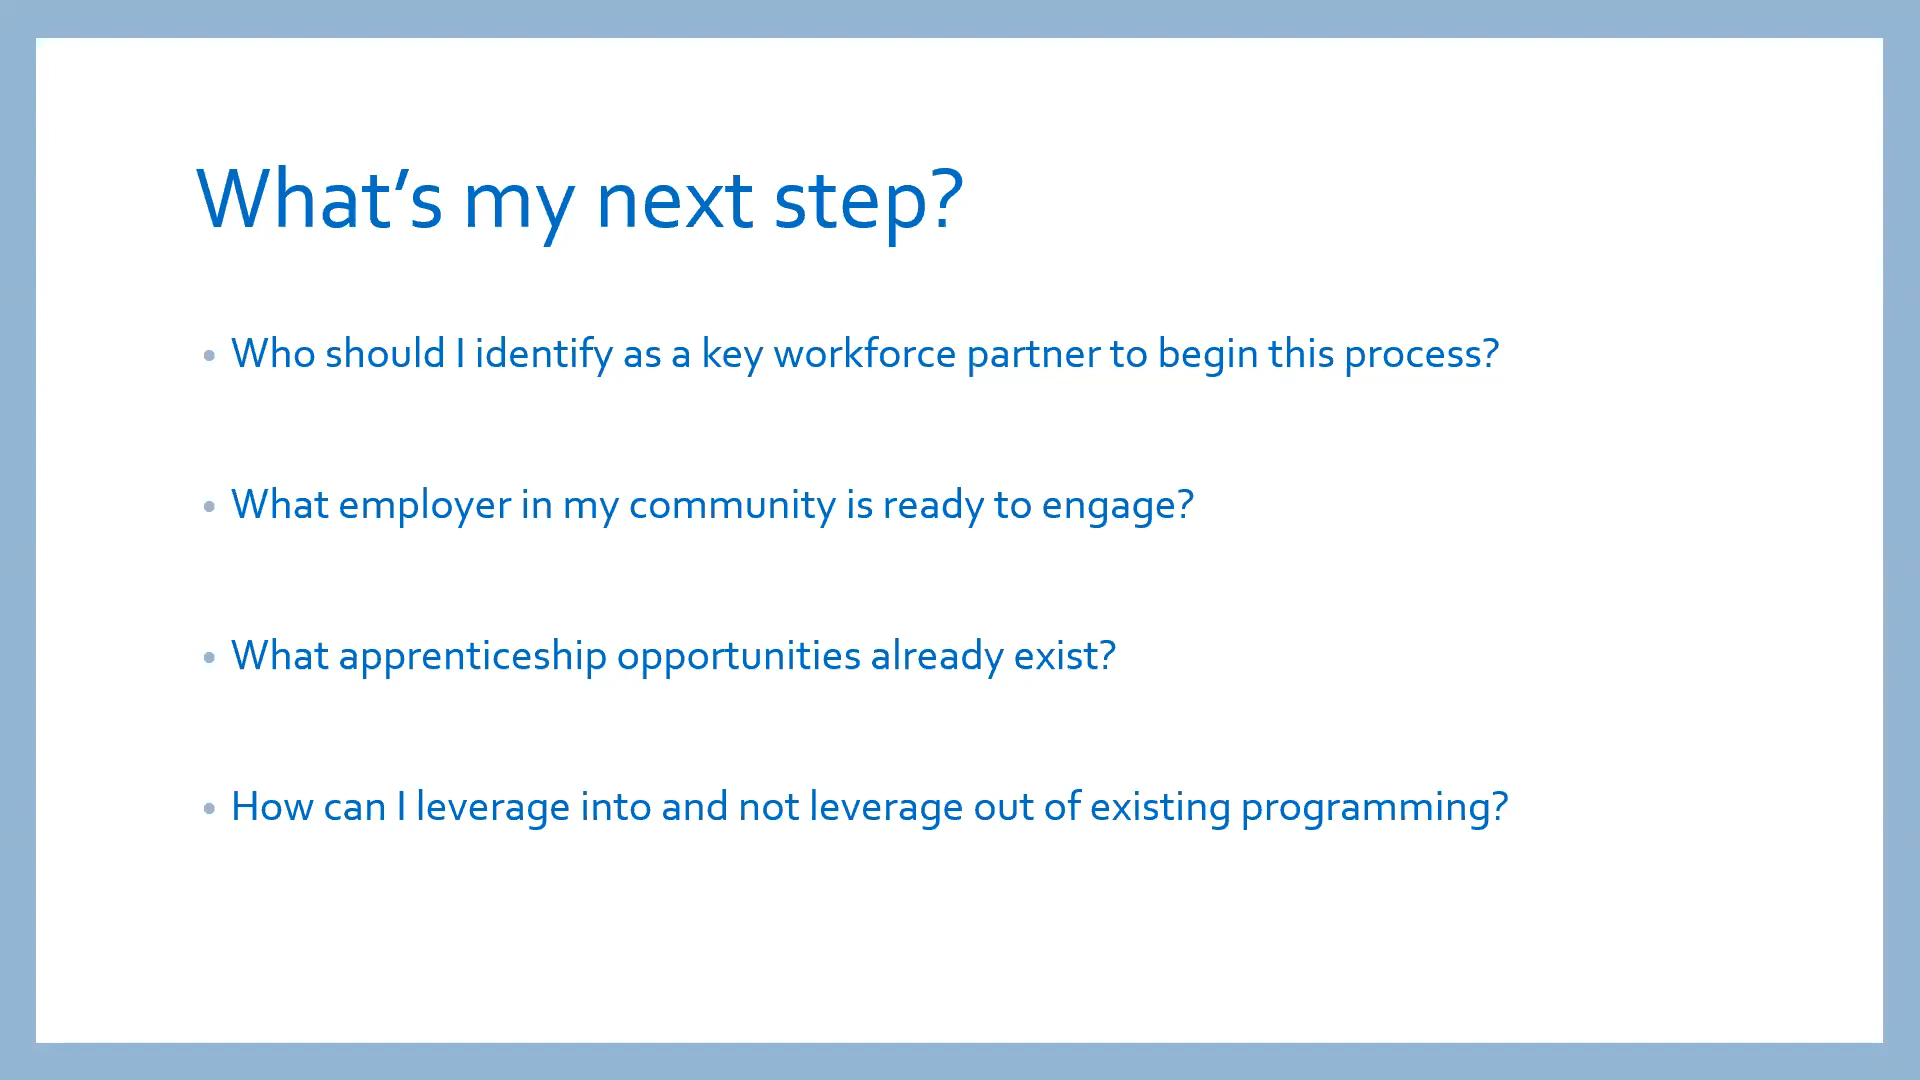 What’s my next step?
• Who should I identify as a key workforce partner to begin this process?
• What employer in my community is ready to engage?
• What apprenticeship opportunities already exist?
• How can I leverage into and not leverage out of existing programming?